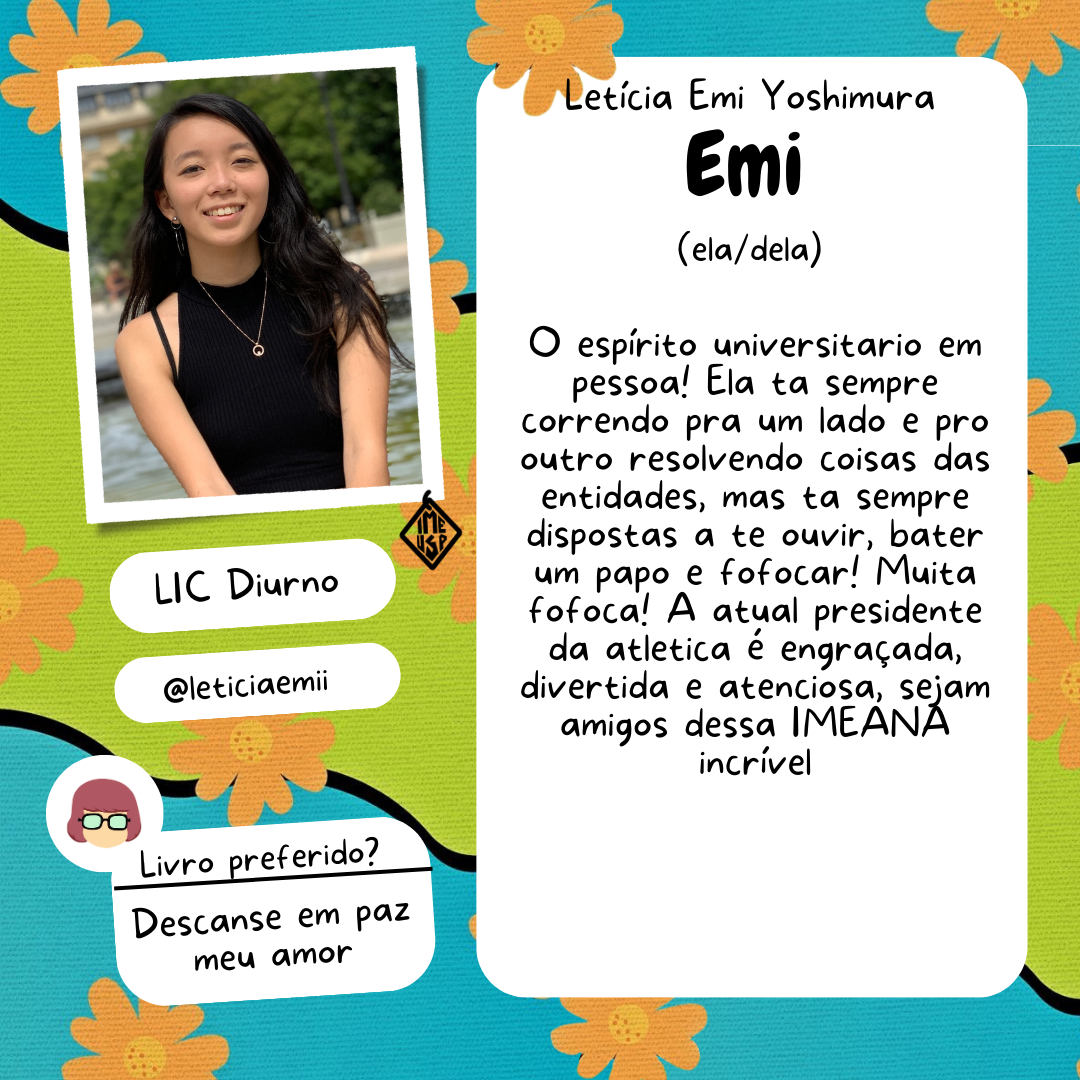 Letícia Emi Yoshimura
Emi
(ela/dela)
O espírito universitario em
pessoa! Ela ta sempre
correndo pra um lado e pro
outro resolvendo coisas das
entidades, mas ta sempre
dispostas a te ouvir, bater
um papo e fofocar! Muita
fofoca! A atual presidente
da atletica é engraçada,
divertida e atenciosa, sejam
amigos dessa IMEANA
incrível
IME
USP
LIC Diurno
@leticiaemii
Livro preferido?
Descanse em paz
meu amor